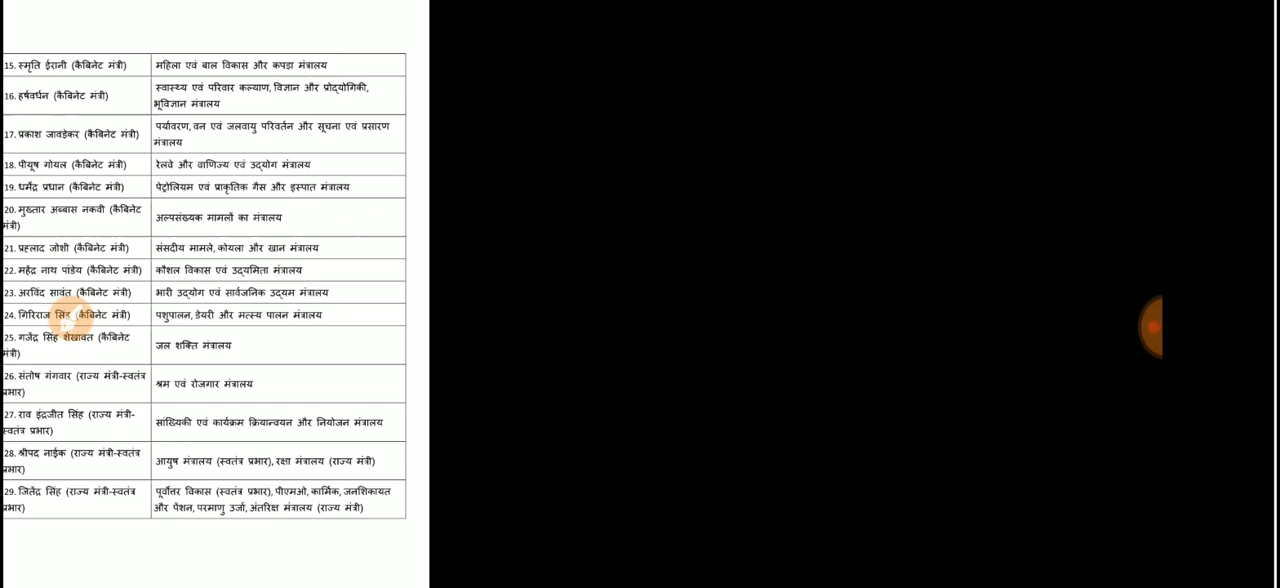 15. स्मृति ईरानी (कैबिनेट मंत्री) महिला एवं बाल विकास और कपडा मंत्रालय
16. हर्षवर्धन (कैबिनेट मंत्री) स्वास्थ्य एवं परिवार कल्याण, विज्ञान और प्रोद्योगिकी,
भूविज्ञान मंत्रालय
17. प्रकाश जावड़ेकर (कैबिनेट मंत्री) पर्यावरण, वन एवं जलवायु परिवर्तन और सूचना एवं प्रसारण
मंत्रालय
18. पीयूष गोयल (कैबिनेट मंत्री) रेलवे और वाणिज्य एवं उद्योग मंत्रालय
19. धर्मेंद्र प्रधान (कैबिनेट मंत्री) पेट्रोलियम एवं प्राकृतिक गैस और इस्पात मंत्रालय
20. मुख्तार अब्बास नकवी (कैबिनेट
मंत्री) अल्पसंख्यक मामलों का मंत्रालय
21. प्रहलाद जोशी (कैबिनेट मंत्री) संसदीय मामले, कोयला और खान मंत्रालय
22. महेंद्र नाथ पांडेय (कैबिनेट मंत्री) कौशल विकास एवं उद्यमिता मंत्रालय
23. अरविंद सावंत (कैबिनेट मंत्री) भारी उद्योग एवं सार्वजनिक उद्यम मंत्रालय
24. गिरिराज सिंह (कैबिनेट मंत्री) पशुपालन, डेयरी और मत्स्य पालन मंत्रालय
25. गजेंद्र सिंह शेखावत (कैबिनेट
मंत्री) जल शक्ति मंत्रालय
26. संतोष गंगवार (राज्य मंत्री-स्वतंत्र
प्रभार) श्रम एवं रोजगार मंत्रालय
27. राव इंद्रजीत सिंह (राज्य मंत्री-
स्वतंत्र प्रभार) सांख्यिकी एवं कार्यक्रम क्रियान्वयन और नियोजन मंत्रालय
28. श्रीपद नाईक (राज्य मंत्री-स्वतंत्र
प्रभार) आयुष मंत्रालय (स्वतंत्र प्रभार), रक्षा मंत्रालय (राज्य मंत्री)
29. जितेंद्र सिंह (राज्य मंत्री-स्वतंत्र
प्रभार) पूर्वोत्तर विकास (स्वतंत्र प्रभार), पीएमओ, कार्मिक, जनशिकायत
और पेंशन, परमाणु उर्जा, अंतरिक्ष मंत्रालय (राज्य मंत्री)